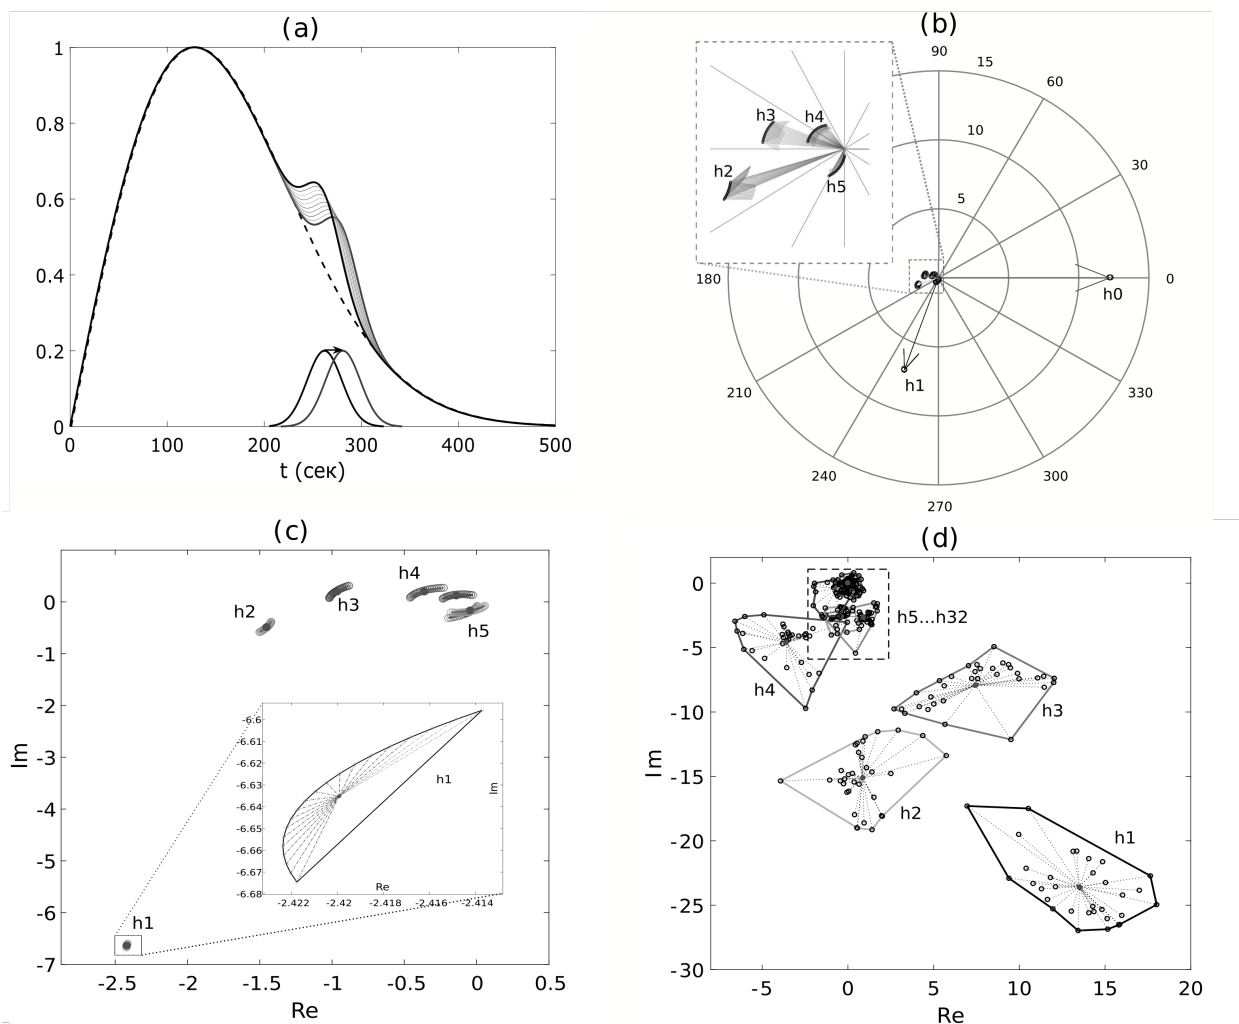 (a)
1
0.8
0.6
0.4
0.2
0
0 100 200 300 400 500
t (сек)
(b)
90
15
60
10
30
5
180
0
h3
h4
h2
h5
h0
h1
210
330
240
300
270
(c)
0
-1
-2
-3
-4
-5
-6
-7
Im
-2.5 -2 -1.5 -1 -0.5 0 0.5
Re
h4
h2
h3
h5
h1
-6.6
-6.61
-6.62
-6.63
-6.64
-6.65
-6.66
-6.67
-6.68
h1
Im
Re
-2.422 -2.42 -2.418 -2.416 -2.414
(d)
0
-5
-10
-15
-20
-25
-30
Im
h5...h32
h4
h3
h2
h1
-5 0 5 10 15 20
Re